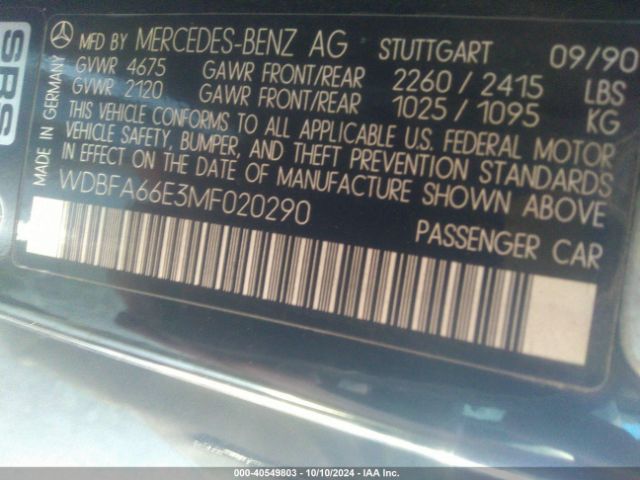 SRS
MADE IN GERMANY
MFD BY MERCEDES-BENZ AG STUTTGART 09/90
GVWR 4675 GAWR FRONT/REAR 2260 / 2415 LBS
GVWR 2120 GAWR FRONT/REAR 1025 / 1095 KG
THIS VEHICLE CONFORMS TO ALL APPLICABLE U.S. FEDERAL MOTOR
VEHICLE SAFETY, BUMPER, AND THEFT PREVENTION STANDARDS
IN EFFECT ON THE DATE OF MANUFACTURE SHOWN ABOVE
WDBFA66E3MF020290 PASSENGER CAR
000-40549803 - 10/10/2024 - IAA Inc.